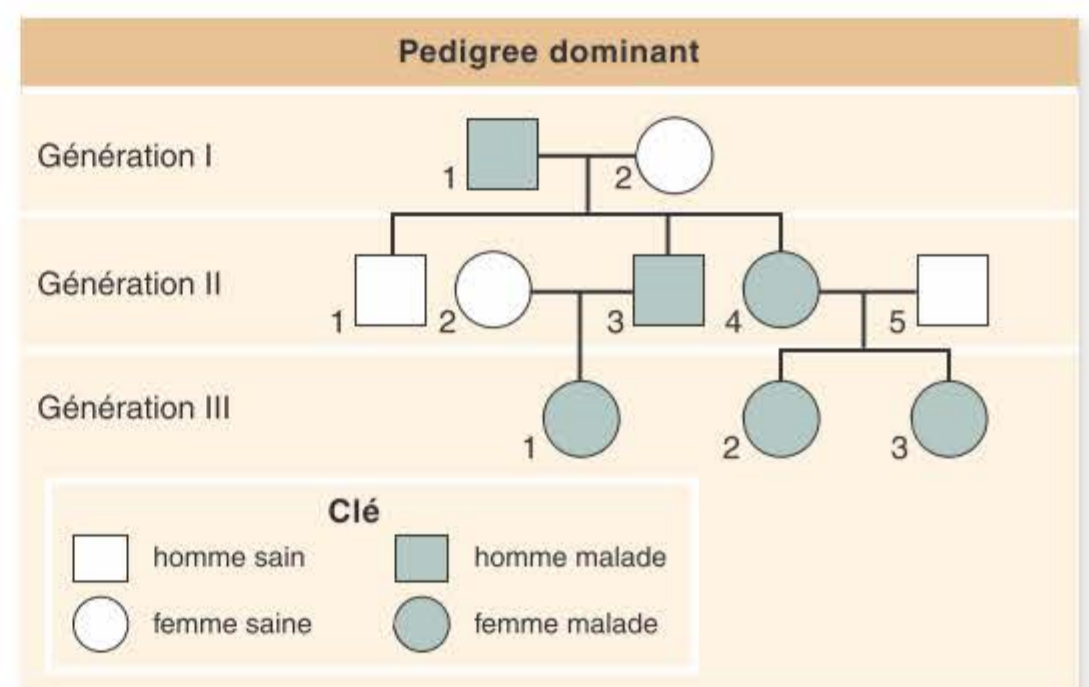 Pedigree dominant
Génération I
1 2
Génération II
1 2 3 4 5
Génération III
1 2 3
Clé
homme sain homme malade
femme saine femme malade